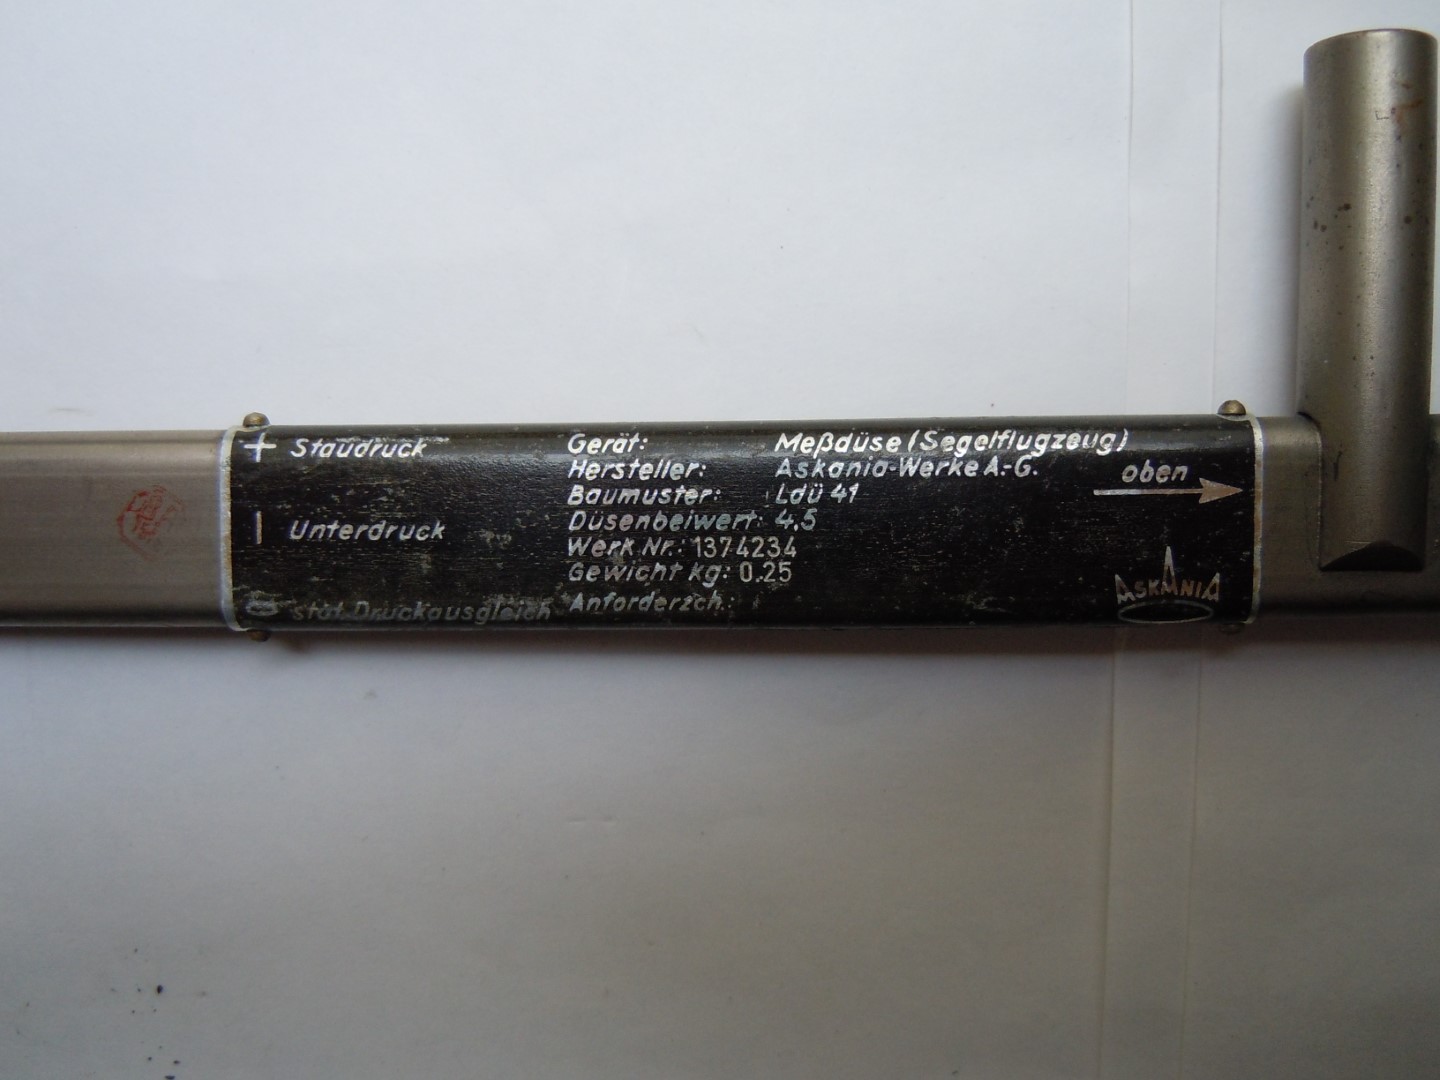 + Staudruck
| Unterdruck
0 stat. Druckausgleich
Gerät: Meßdüse (Segelflugzeug)
Hersteller: Askania-Werke A.-G.
Baumuster: Ldü 41
Düsenbeiwert: 4,5
Werk Nr.: 1374234
Gewicht kg: 0.25
Anforderzch.:
oben
ASKANIA